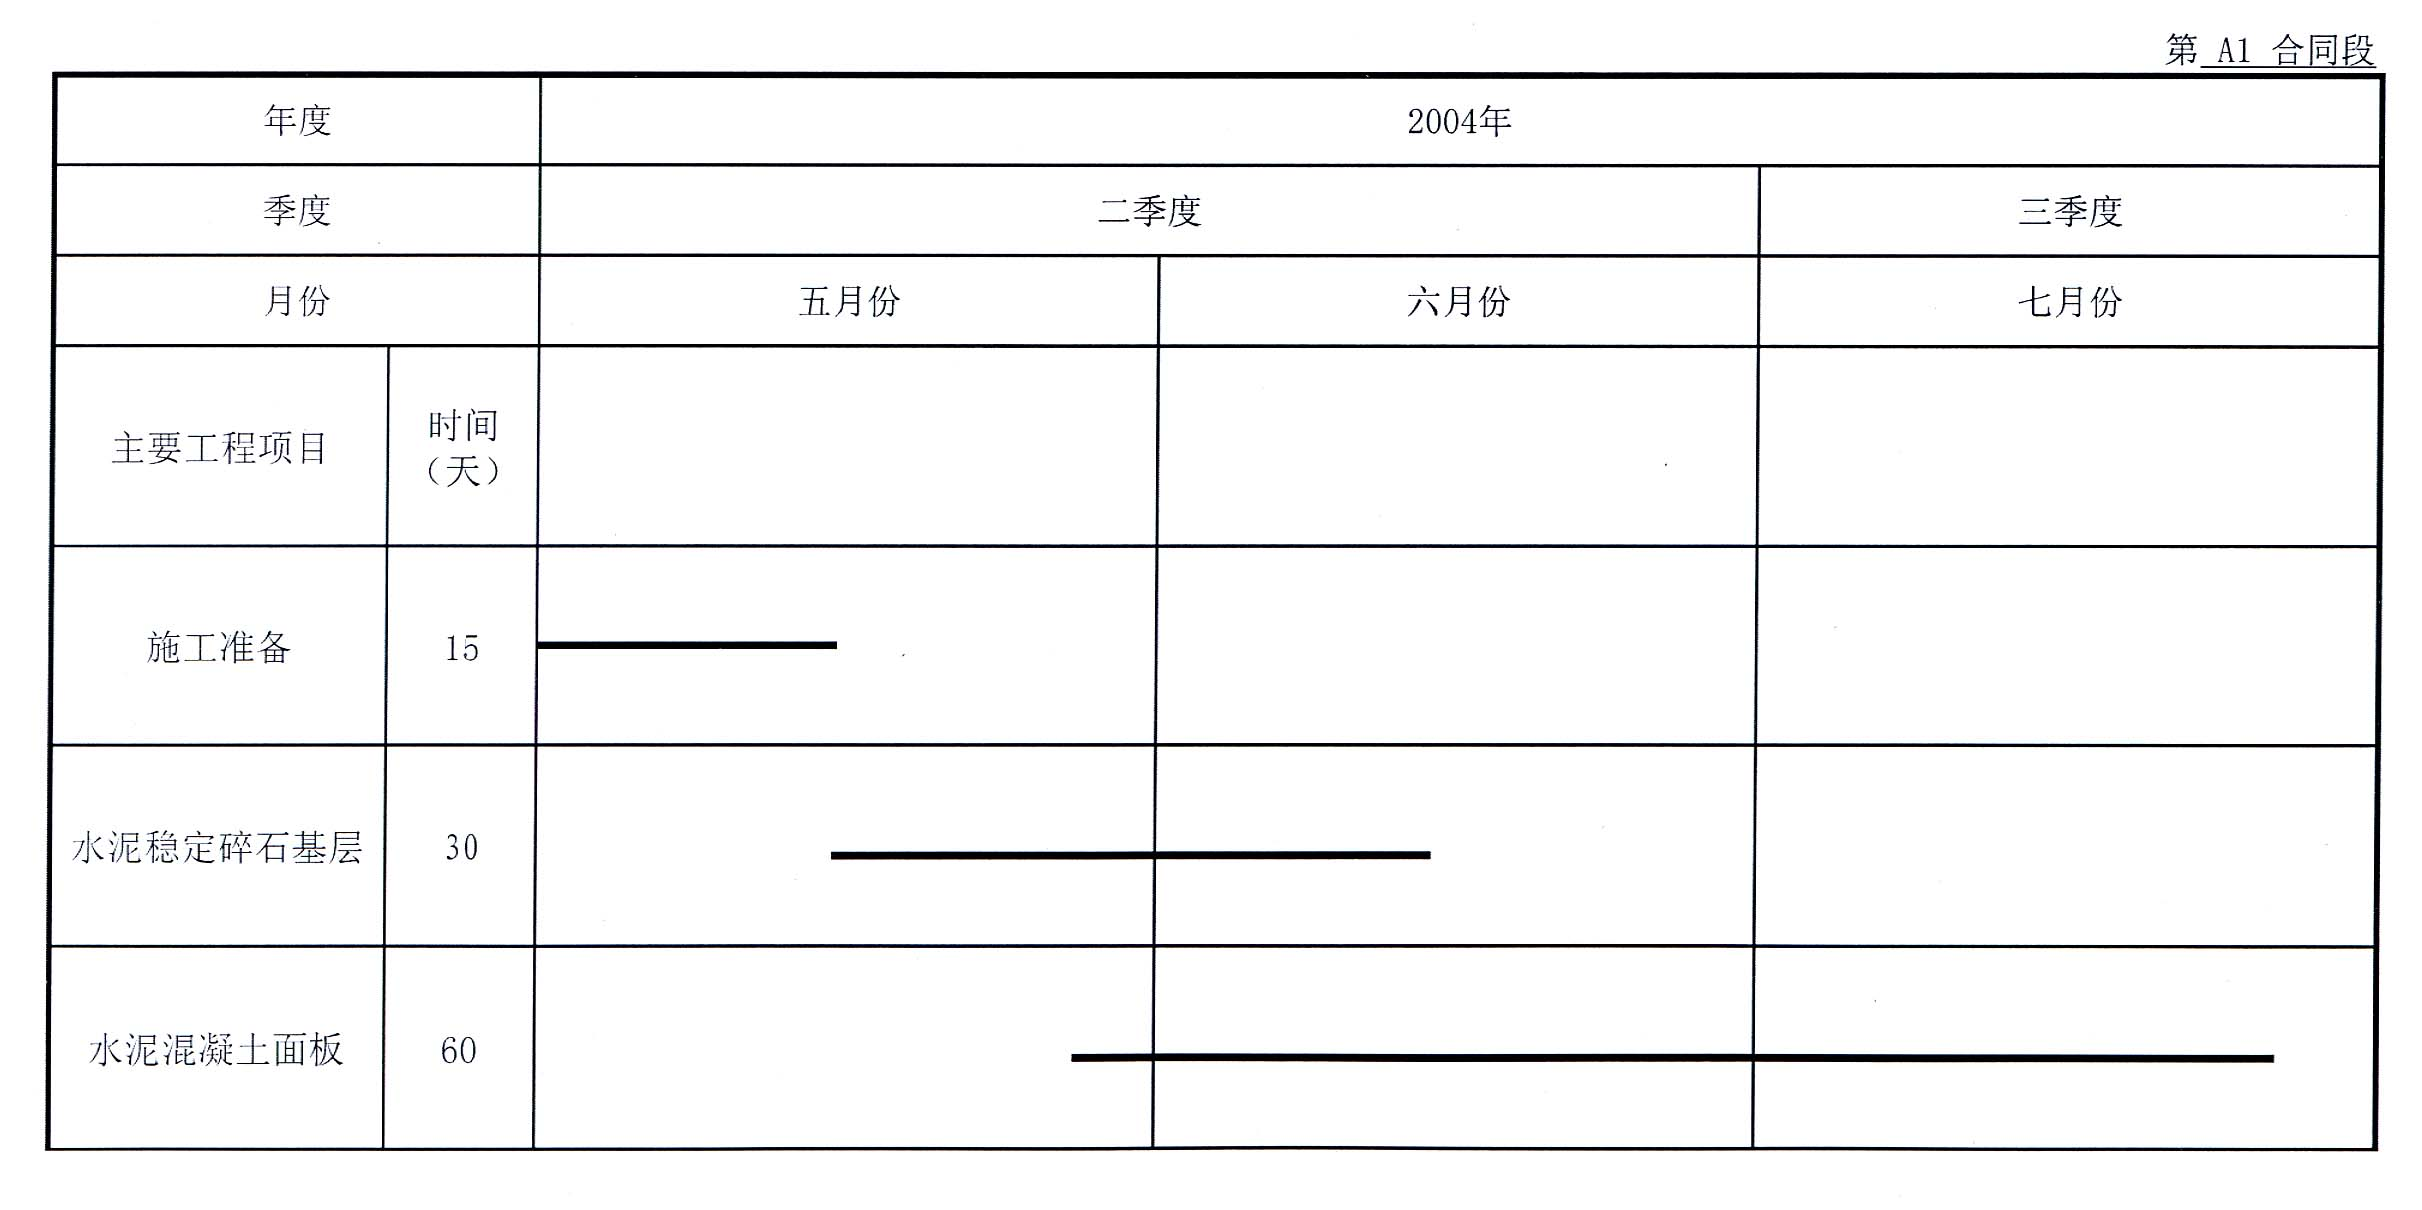 第 A1 合同段
年度 2004年
季度 二季度 三季度
月份 五月份 六月份 七月份
主要工程项目 时间
（天）
施工准备 15
水泥稳定碎石基层 30
水泥混凝土面板 60